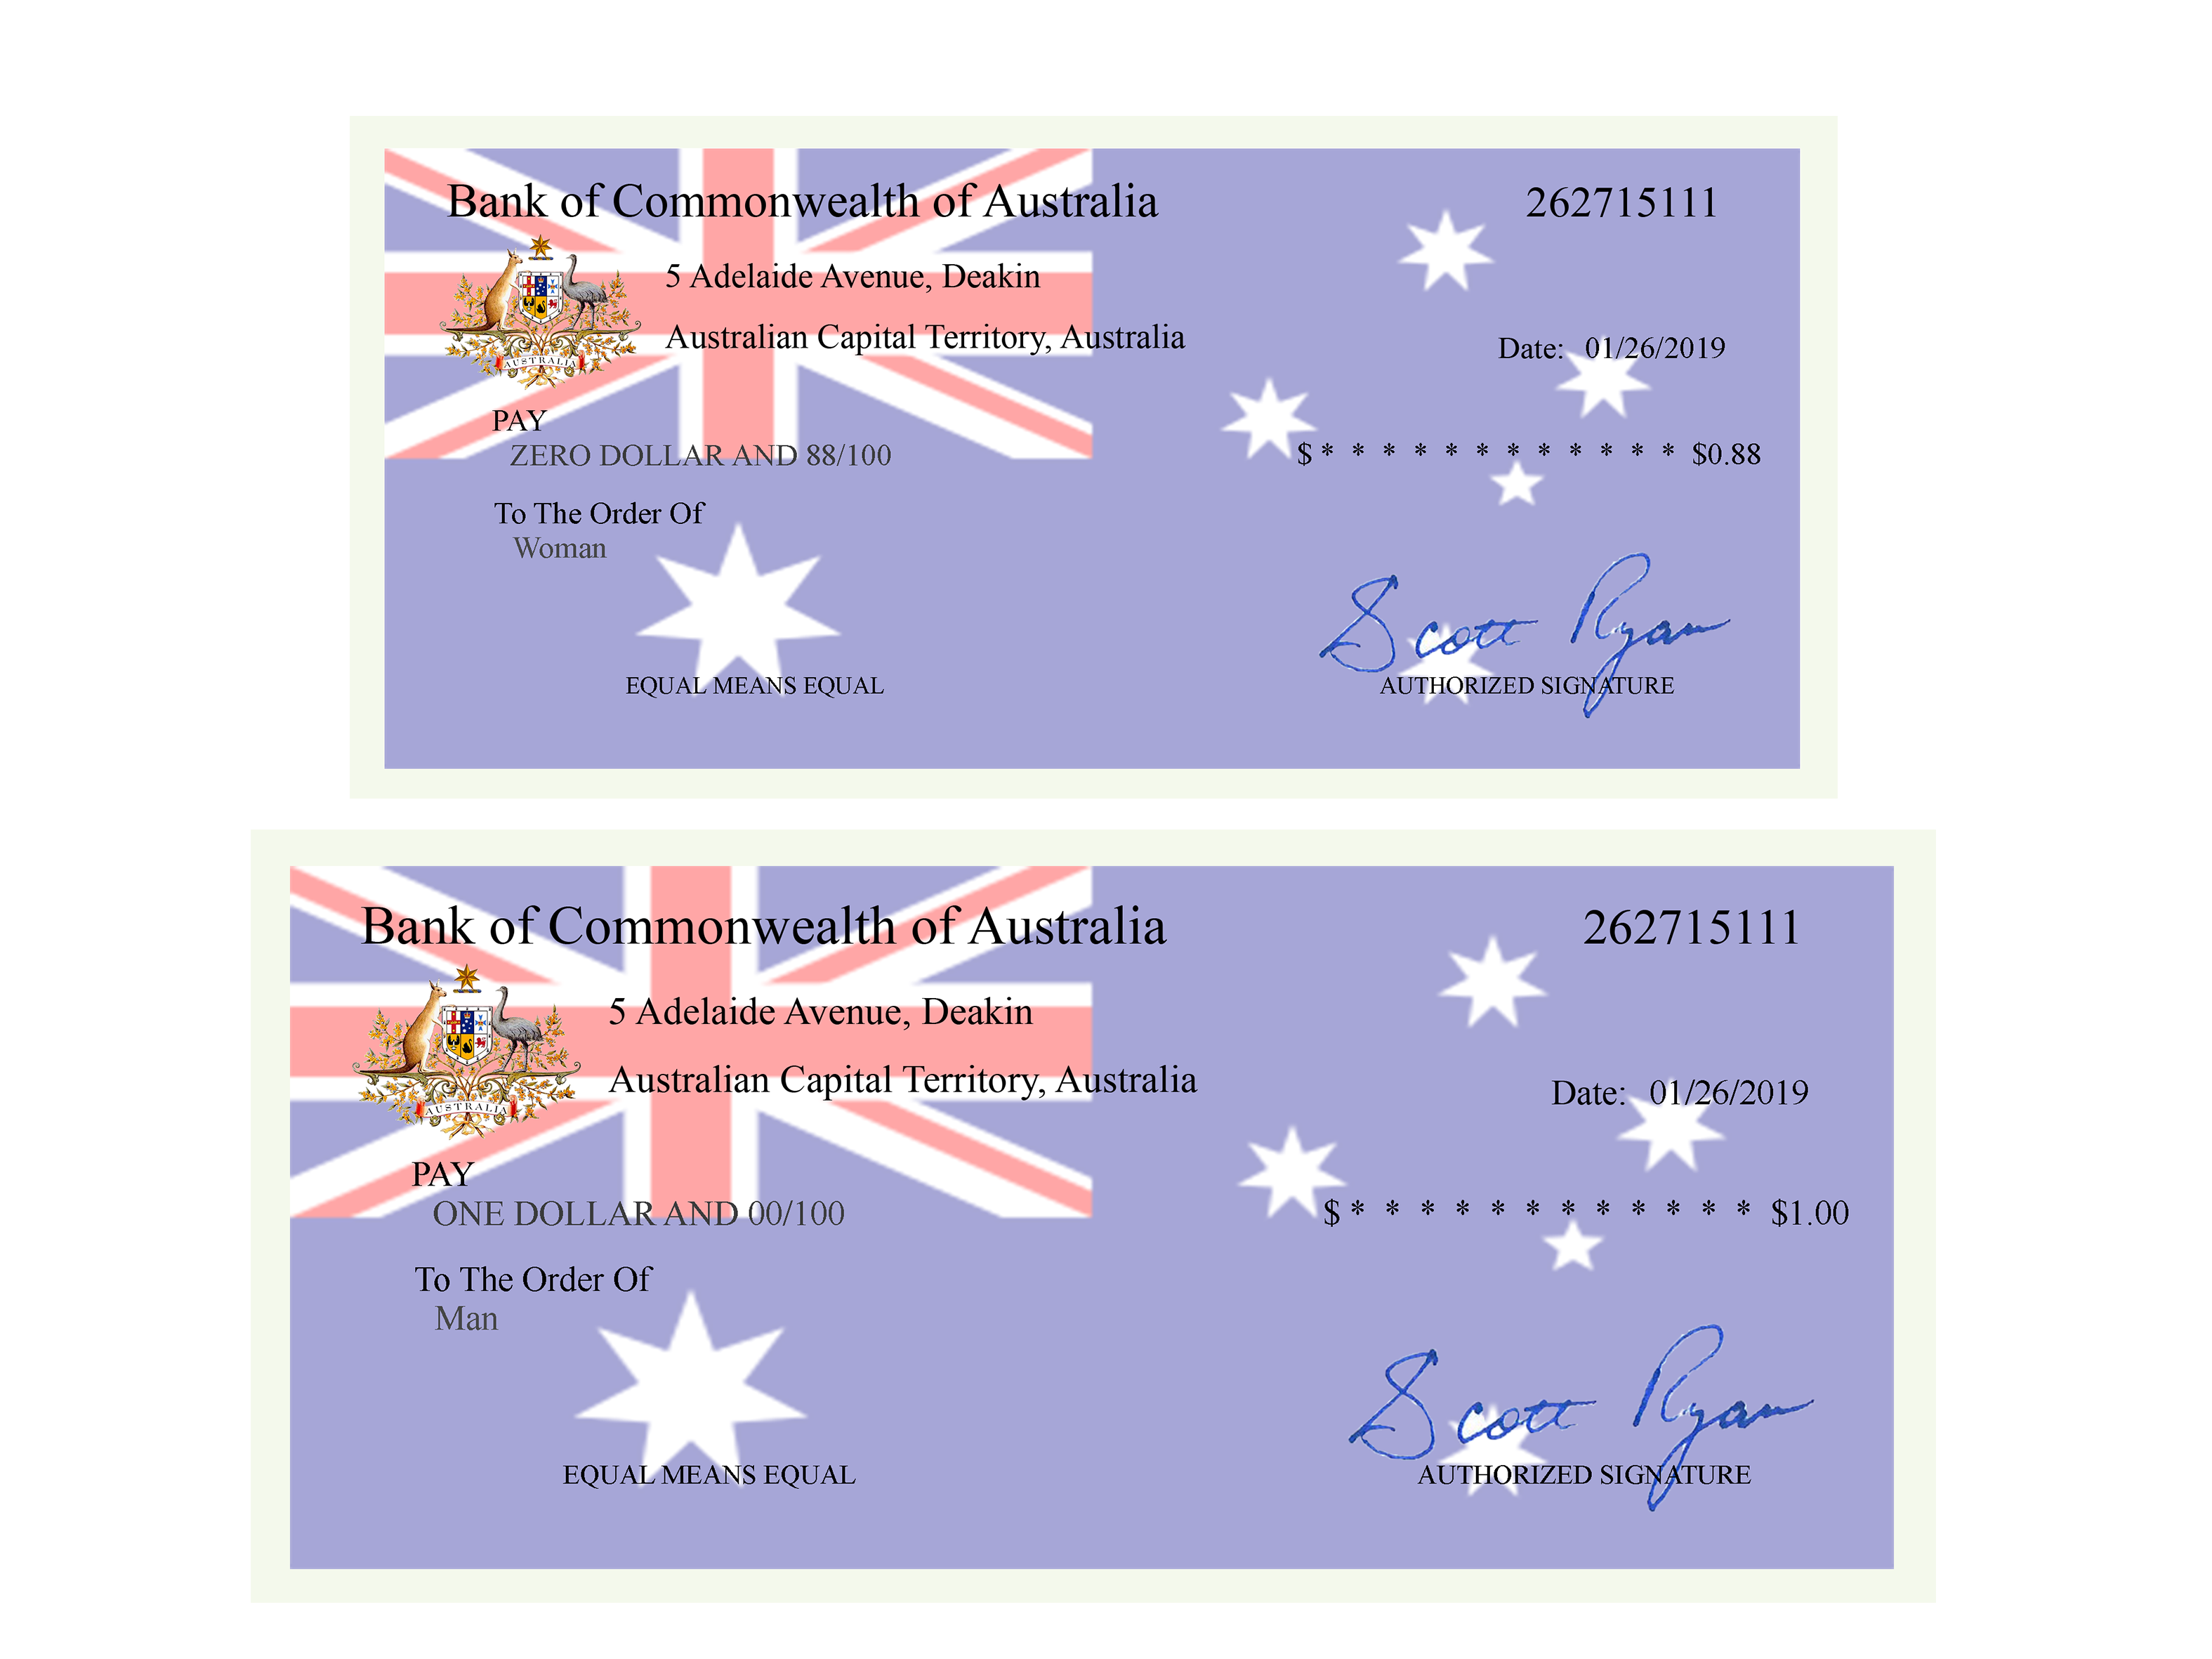 Bank of Commonwealth of Australia
262715111
5 Adelaide Avenue, Deakin
Australian Capital Territory, Australia
AUSTRALIA
Date: 01/26/2019
PAY
ZERO DOLLAR AND 88/100
$ * * * * * * * * * * * * $0.88
To The Order Of
Woman
Scott Ryan
EQUAL MEANS EQUAL
AUTHORIZED SIGNATURE
Bank of Commonwealth of Australia
262715111
5 Adelaide Avenue, Deakin
Australian Capital Territory, Australia
AUSTRALIA
Date: 01/26/2019
PAY
ONE DOLLAR AND 00/100
$ * * * * * * * * * * * * $1.00
To The Order Of
Man
Scott Ryan
EQUAL MEANS EQUAL
AUTHORIZED SIGNATURE